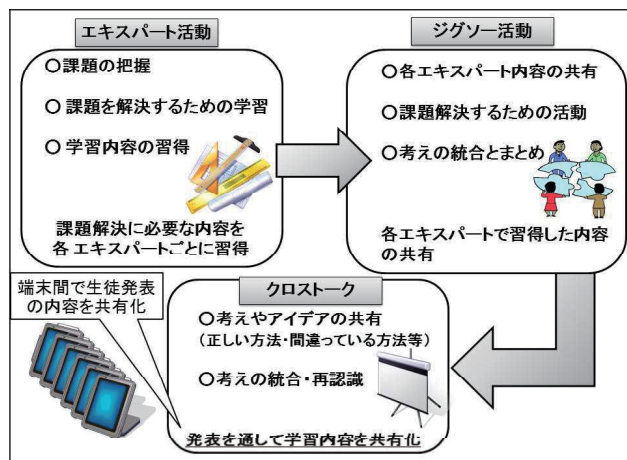 エキスパート活動
○課題の把握
○課題を解決するための学習
○学習内容の習得
課題解決に必要な内容を
各エキスパートごとに習得
ジグソー活動
○各エキスパート内容の共有
○課題解決するための活動
○考えの統合とまとめ
各エキスパートで習得した内容
の共有
端末間で生徒発表
の内容を共有化
クロストーク
○考えやアイデアの共有
(正しい方法・間違っている方法等)
○考えの統合・再認識
発表を通して学習内容を共有化